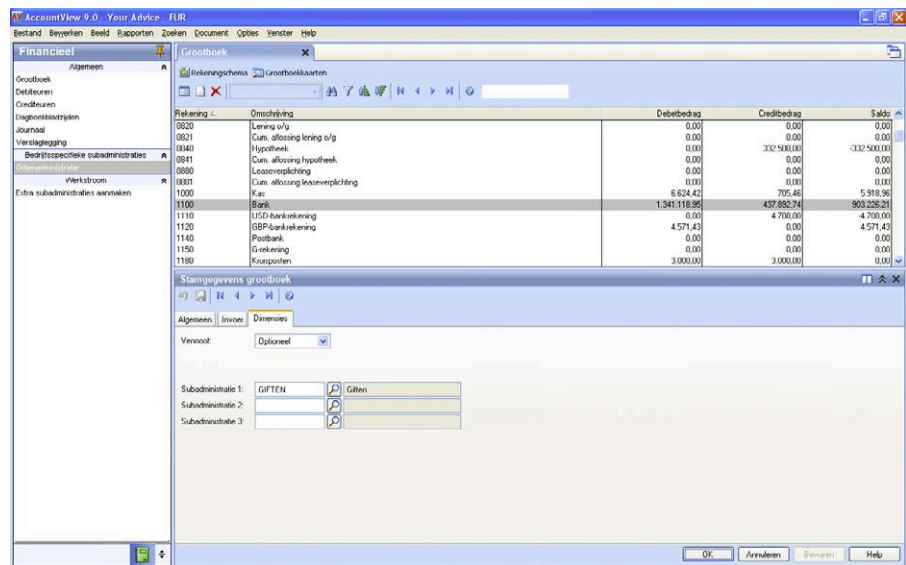 AccountView 9.0 - Your Advice - EUR
Bestand Bewerken Beeld Rapporten Zoeken Document Opties Venster Help
Financieel
Algemeen
Grootboek
Debiteuren
Crediteuren
Dagboekbladzijden
Journaal
Verslaglegging
Bedrijfsspecifieke subadministraties
Werkstroom
Extra subadministraties aanmaken
Grootboek
Rekeningschema Grootboekkaarten
Rekening Omschrijving Debetbedrag Creditbedrag Saldo
0820 Lening o/g 0,00 0,00 0,00
0821 Cum. aflossing lening o/g 0,00 0,00 0,00
0840 Hypotheek 0,00 332.500,00 -332.500,00
0841 Cum. aflossing hypotheek 0,00 0,00 0,00
0880 Leaseverplichting 0,00 0,00 0,00
0881 Cum. aflossing leaseverplichting 0,00 0,00 0,00
1000 Kas 6.624,42 705,46 5.918,96
1100 Bank 1.341.118,95 437.892,74 903.226,21
1110 USD-bankrekening 0,00 4.700,00 -4.700,00
1120 GBP-bankrekening 4.571,43 0,00 4.571,43
1140 Postbank 0,00 0,00 0,00
1150 G-rekening 0,00 0,00 0,00
1180 Kruisposten 3.000,00 3.000,00 0,00
Stamgegevens grootboek
Algemeen Invoer Dimensies
Vennoot: Optioneel
Subadministratie 1: GIFTEN Giften
Subadministratie 2:
Subadministratie 3:
OK Annuleren Bewaren Help